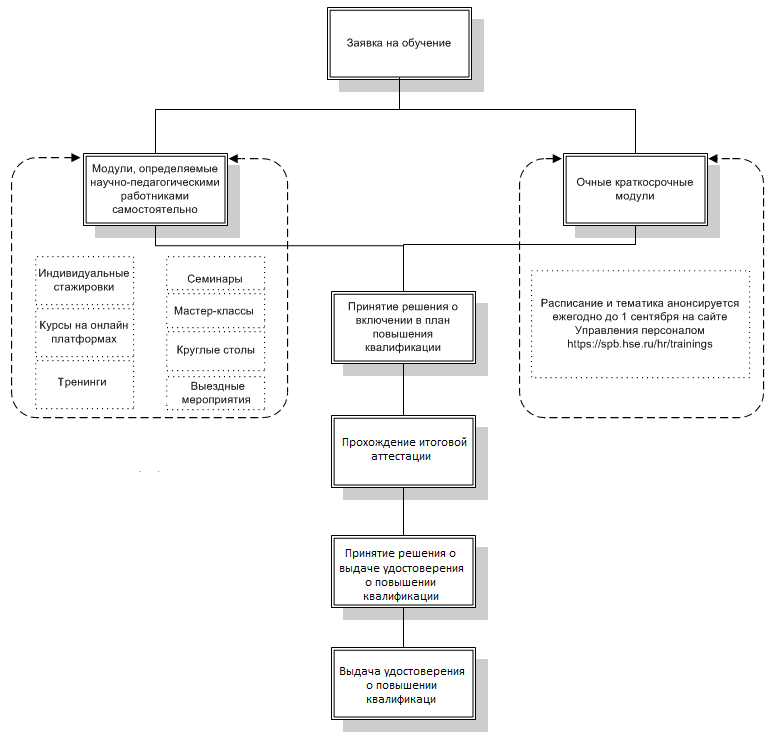 Заявка на обучение
Модули, определяемые
научно-педагогическими
работниками
самостоятельно
Очные краткосрочные
модули
Индивидуальные
стажировки
Курсы на онлайн
платформах
Тренинги
Семинары
Мастер-классы
Круглые столы
Выездные
мероприятия
Расписание и тематика анонсируется
ежегодно до 1 сентября на сайте
Управления персоналом
https://spb.hse.ru/hr/trainings
Принятие решения о
включении в план
повышения
квалификации
Прохождение итоговой
аттестации
Принятие решения о
выдаче удостоверения
о повышении
квалификации
Выдача удостоверения
о повышении
квалификаци